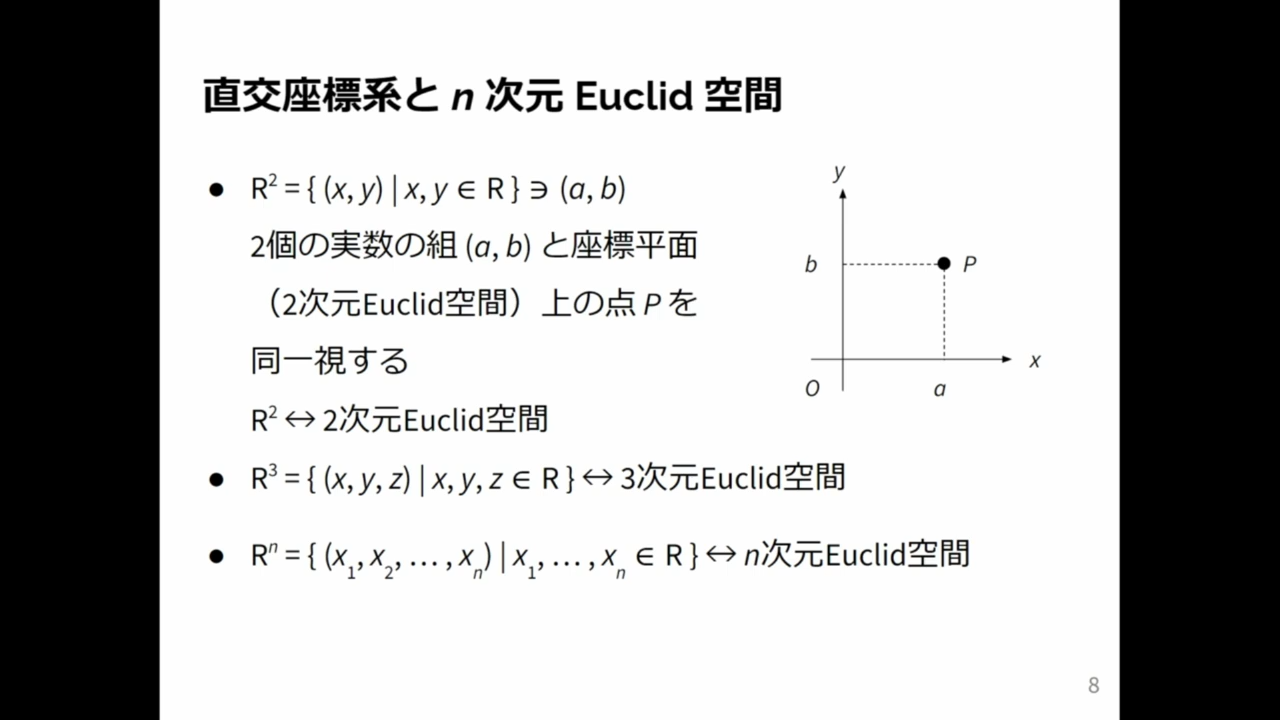 直交座標系と n 次元 Euclid 空間
● R² = { (x, y) | x, y ∈ R } ∋ (a, b)
2個の実数の組 (a, b) と座標平面
（2次元Euclid空間）上の点 P を
同一視する
R² ↔ 2次元Euclid空間
● R³ = { (x, y, z) | x, y, z ∈ R } ↔ 3次元Euclid空間
● Rⁿ = { (x₁, x₂, … , xₙ) | x₁, … , xₙ ∈ R } ↔ n次元Euclid空間
y
b
P
x
O
a
8